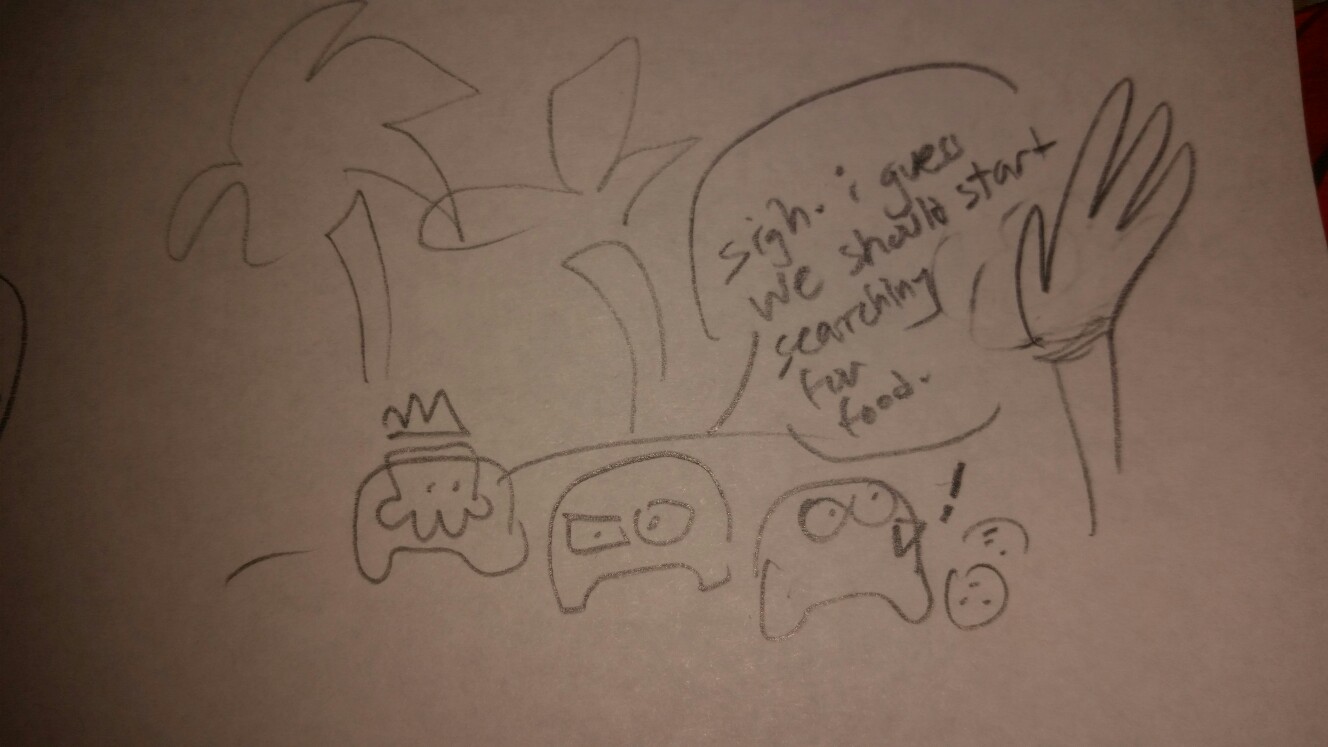 sigh. i guess
we should start
searching
for
food.
!